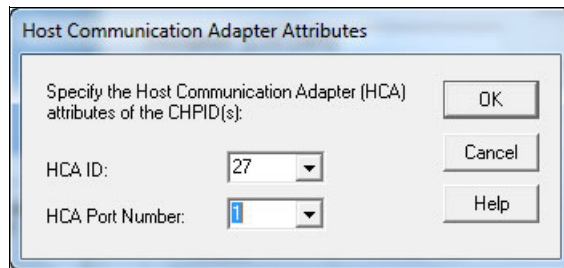 Host Communication Adapter Attributes
Specify the Host Communication Adapter (HCA)
attributes of the CHPID(s):
OK
HCA ID:
27
Cancel
HCA Port Number:
1
Help